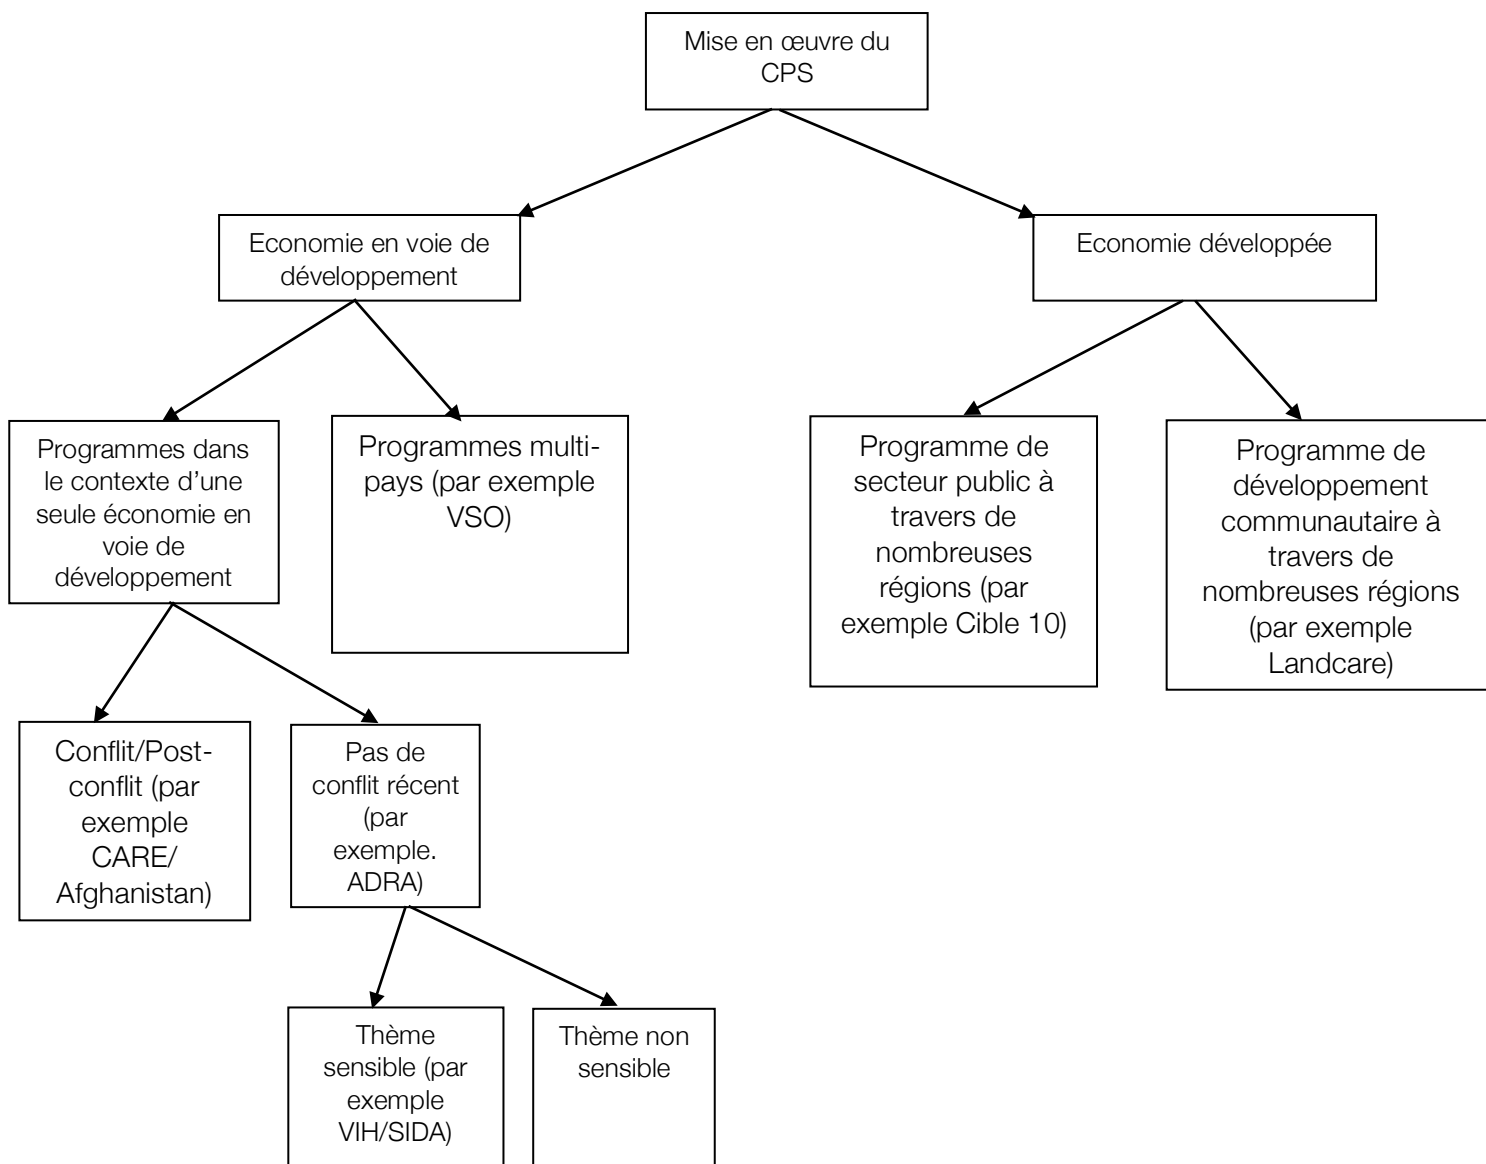 Mise en œuvre du
CPS
Economie en voie de
développement
Economie développée
Programmes dans
le contexte d’une
seule économie en
voie de
développement
Programmes multi-
pays (par exemple
VSO)
Programme de
secteur public à
travers de
nombreuses
régions (par
exemple Cible 10)
Programme de
développement
communautaire à
travers de
nombreuses régions
(par exemple
Landcare)
Conflit/Post-
conflit (par
exemple
CARE/
Afghanistan)
Pas de
conflit récent
(par
exemple.
ADRA)
Thème
sensible (par
exemple
VIH/SIDA)
Thème non
sensible